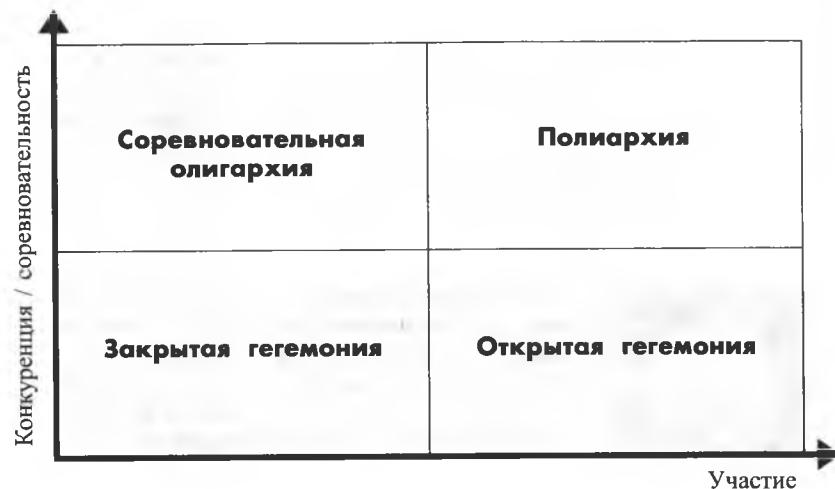 Конкуренция / соревновательность
Соревновательная
олигархия
Полиархия
Закрытая гегемония
Открытая гегемония
Участие